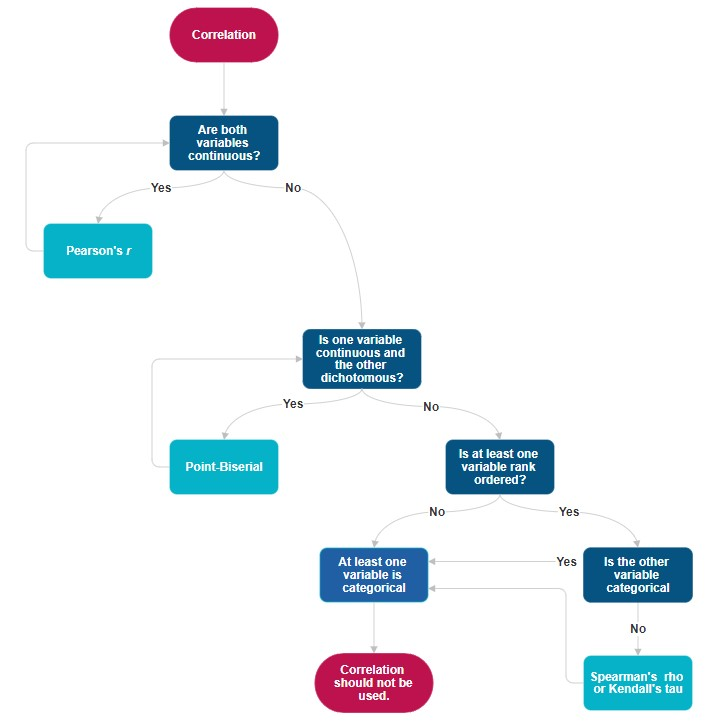 Correlation
Are both
variables
continuous?
Yes
No
Pearson's r
Is one variable
continuous and
the other
dichotomous?
Yes
No
Point-Biserial
Is at least one
variable rank
ordered?
No
Yes
At least one
variable is
categorical
Yes
Is the other
variable
categorical
No
Correlation
should not be
used.
Spearman's rho
or Kendall's tau